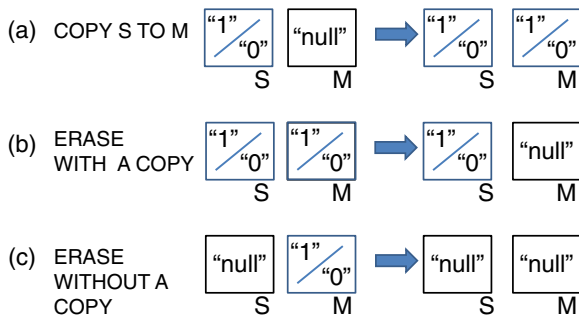 (a) COPY S TO M “1” “0” S “null” M “1” “0” S “1” “0” M
(b) ERASE
WITH A COPY “1” “0” S “1” “0” M “1” “0” S “null” M
(c) ERASE
WITHOUT A
COPY “null” S “1” “0” M “null” S “null” M